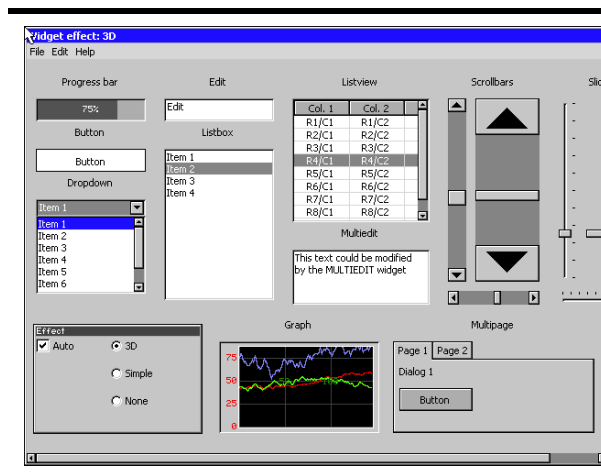 Widget effect: 3D
File Edit Help
Progress bar
Edit
Listview
Scrollbars
75%
Edit
Col. 1 Col. 2
R1/C1 R1/C2
R2/C1 R2/C2
R3/C1 R3/C2
R4/C1 R4/C2
R5/C1 R5/C2
R6/C1 R6/C2
R7/C1 R7/C2
R8/C1 R8/C2
Button
Button
Listbox
Item 1
Item 2
Item 3
Item 4
Dropdown
Item 1
Item 1
Item 2
Item 3
Item 4
Item 5
Item 6
Multiedit
This text could be modified
by the MULTIEDIT widget
Effect
Auto
3D
Simple
None
Graph
75
50
25
0
Multipage
Page 1 Page 2
Dialog 1
Button